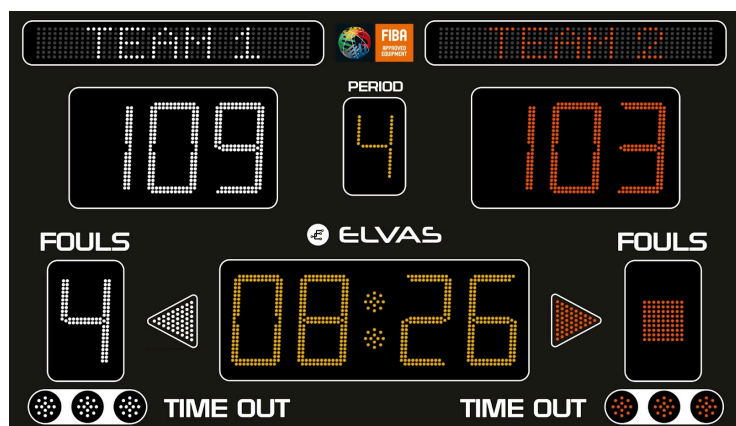 TEAM 1
FIBA
APPROVED
EQUIPMENT
TEAM 2
PERIOD
109
4
103
ELVAS
FOULS
FOULS
4
08:26
TIME OUT
TIME OUT